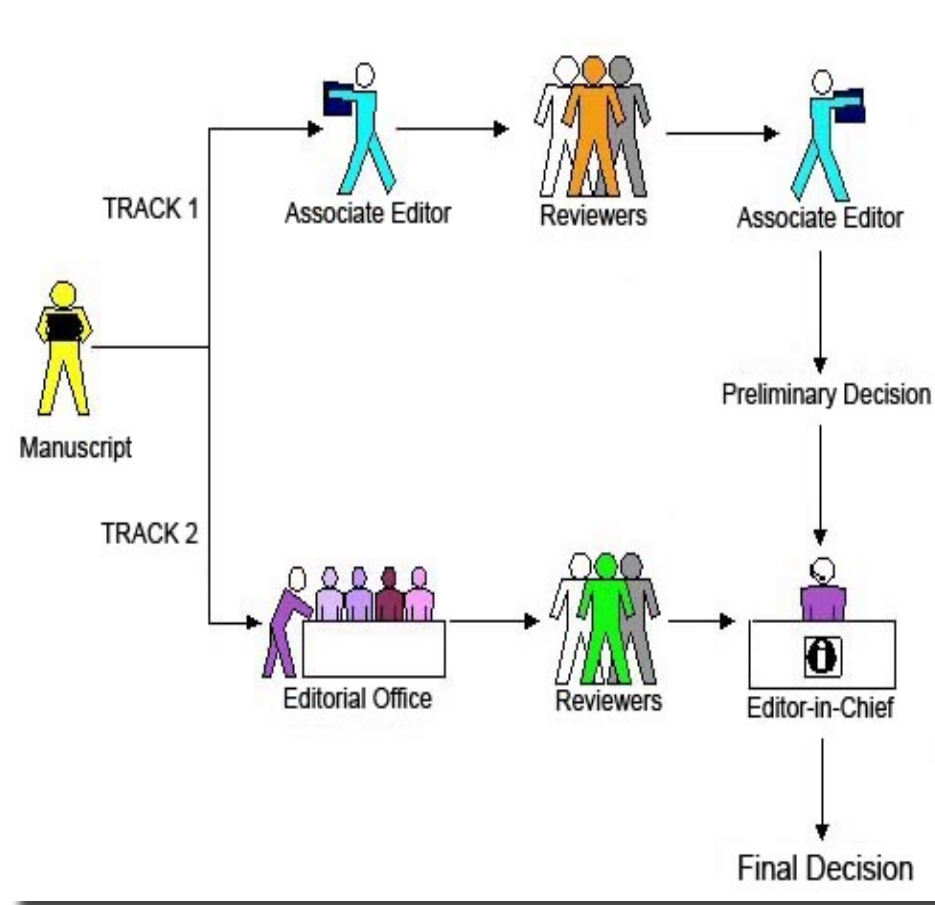 TRACK 1
Associate Editor
Reviewers
Associate Editor
Manuscript
Preliminary Decision
TRACK 2
Editorial Office
Reviewers
Editor-in-Chief
Final Decision